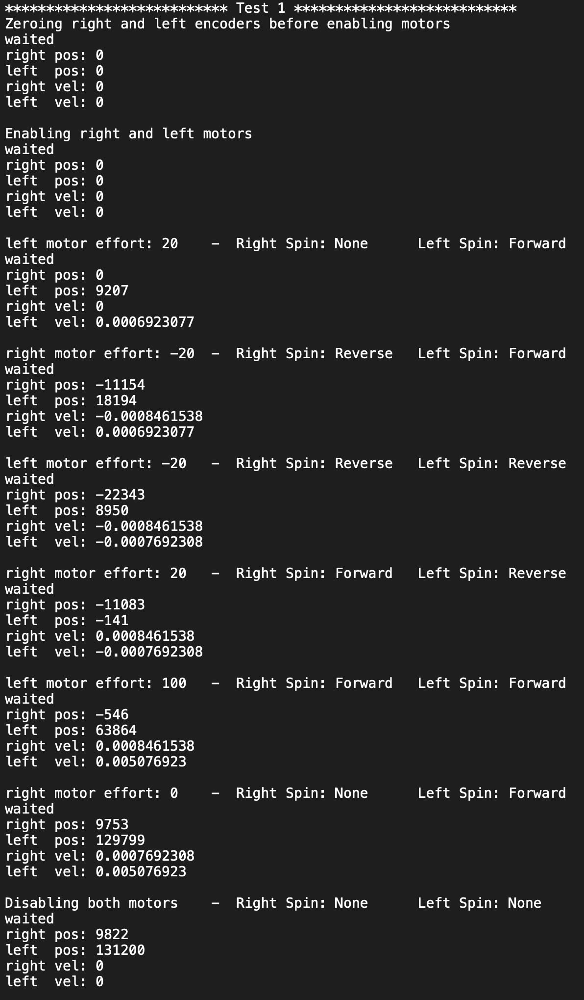 *************************** Test 1 ***************************
Zeroing right and left encoders before enabling motors
waited
right pos: 0
left  pos: 0
right vel: 0
left  vel: 0

Enabling right and left motors
waited
right pos: 0
left  pos: 0
right vel: 0
left  vel: 0

left motor effort: 20    -  Right Spin: None      Left Spin: Forward
waited
right pos: 0
left  pos: 9207
right vel: 0
left  vel: 0.0006923077

right motor effort: -20  -  Right Spin: Reverse   Left Spin: Forward
waited
right pos: -11154
left  pos: 18194
right vel: -0.0008461538
left  vel: 0.0006923077

left motor effort: -20   -  Right Spin: Reverse   Left Spin: Reverse
waited
right pos: -22343
left  pos: 8950
right vel: -0.0008461538
left  vel: -0.0007692308

right motor effort: 20   -  Right Spin: Forward   Left Spin: Reverse
waited
right pos: -11083
left  pos: -141
right vel: 0.0008461538
left  vel: -0.0007692308

left motor effort: 100   -  Right Spin: Forward   Left Spin: Forward
waited
right pos: -546
left  pos: 63864
right vel: 0.0008461538
left  vel: 0.005076923

right motor effort: 0    -  Right Spin: None      Left Spin: Forward
waited
right pos: 9753
left  pos: 129799
right vel: 0.0007692308
left  vel: 0.005076923

Disabling both motors    -  Right Spin: None      Left Spin: None
waited
right pos: 9822
left  pos: 131200
right vel: 0
left  vel: 0